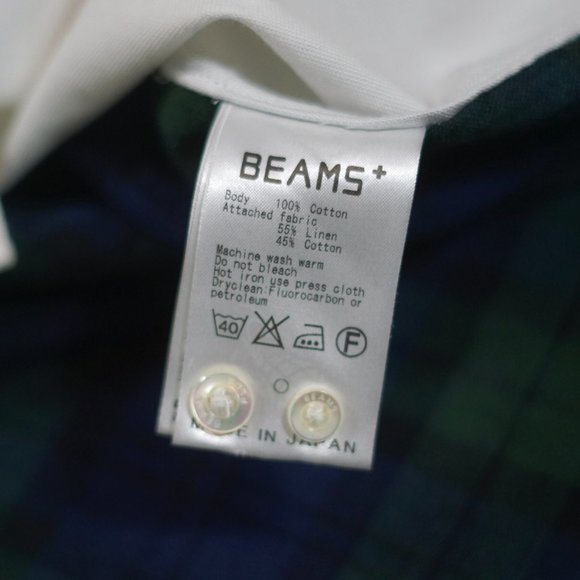 BEAMS+
Body 100% Cotton
Attached fabric
55% Linen
45% Cotton
Machine wash warm
Do not bleach
Hot iron use press cloth
Dryclean Fluorocarbon or
petroleum
40 F
BEAMS
IN JAPAN